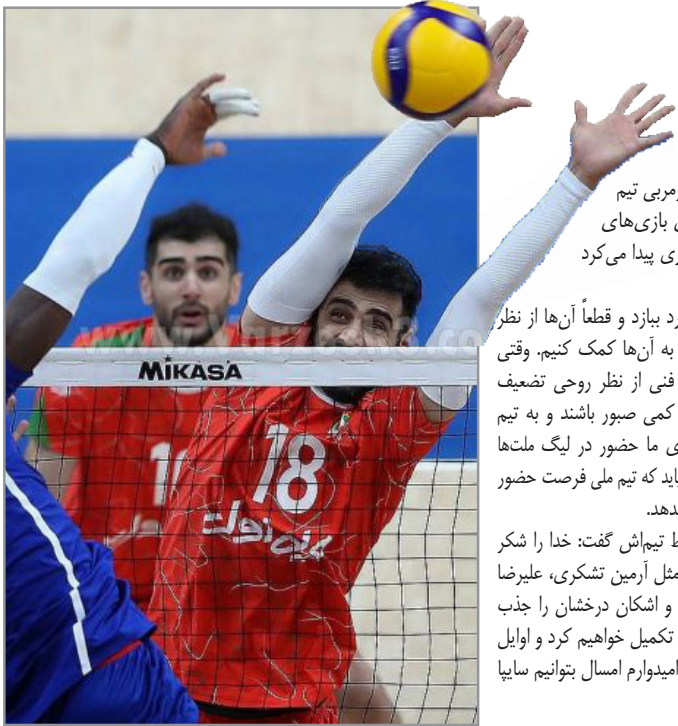 MIKASA
18
رمربی تیم
بازی‌های
ری پیدا می‌کرد
رد ببازد و قطعاً آن‌ها از نظر
به آن‌ها کمک کنیم. وقتی
فنی از نظر روحی تضعیف
کمی صبور باشند و به تیم
ی ما حضور در لیگ ملت‌ها
باید که تیم ملی فرصت حضور
بدهد.
ط تیم‌اش گفت: خدا را شکر
مثل آرمین تشکری، علیرضا
و اشکان درخشان را جذب
تکمیل خواهیم کرد و اوایل
امیدوارم امسال بتوانیم سایپا